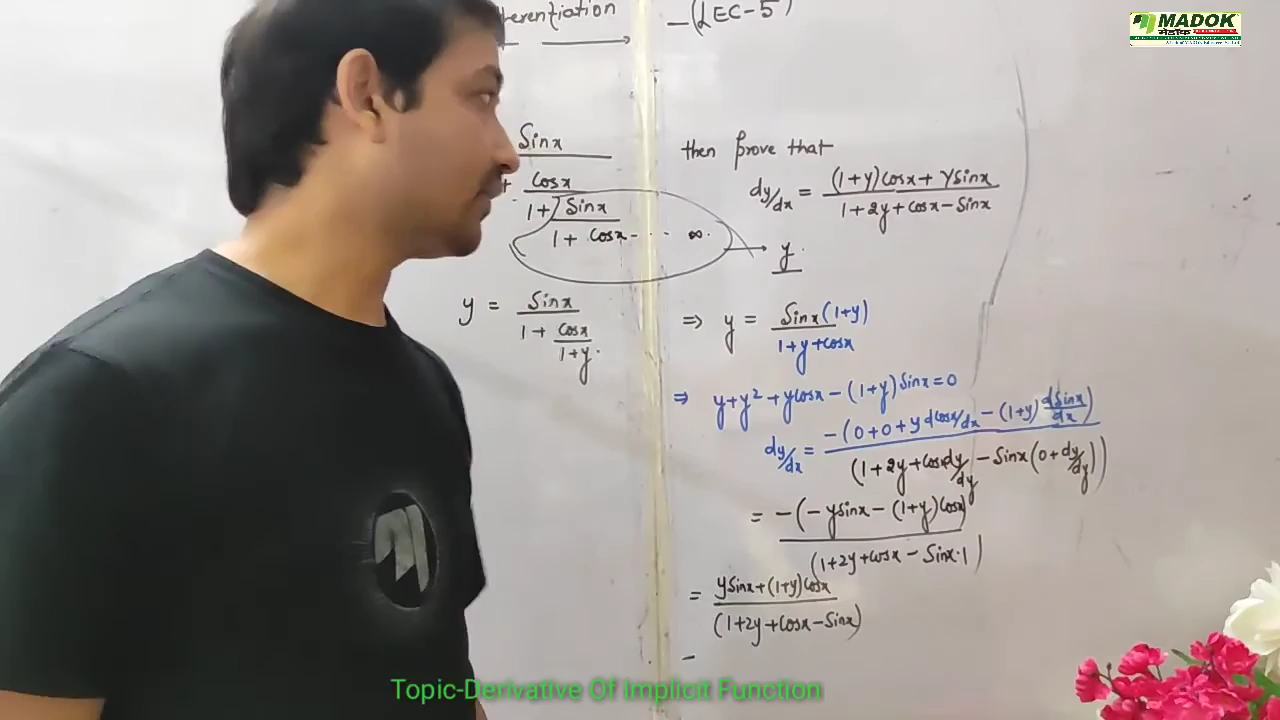 erentiation - (LEC-5)
Sinx
Cosx
1+ Sinx
1 + Cosx - - - ∞.
then prove that
dy/dx = (1+y)Cosx + ysinx
1+2y+cosx-Sinx
y.
y = Sinx
1 + Cosx
1+y.
⇒ y = Sinx (1+y)
1+y+cosx
⇒ y+y² + ycosx - (1+y) Sinx = 0
dy/dx = -(0+0+y dcosx/dx - (1+y) dSinx/dx)
(1+2y+cosx dy/dy - Sinx(0+dy/dy))
= -(-ysinx - (1+y)Cosx)
(1+2y+cosx - Sinx·1)
= ysinx+(1+y)Cosx
(1+2y+Cosx-Sinx)
-
MADOK
Topic-Derivative Of Implicit Function